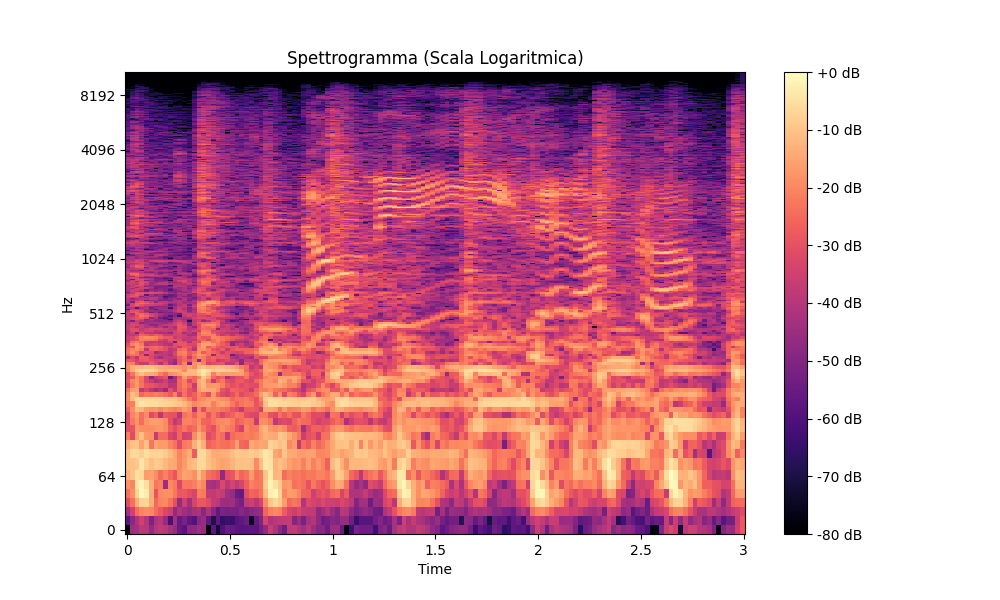 Spettrogramma (Scala Logaritmica)
Hz
8192
4096
2048
1024
512
256
128
64
0
0 0.5 1 1.5 2 2.5 3
Time
+0 dB
-10 dB
-20 dB
-30 dB
-40 dB
-50 dB
-60 dB
-70 dB
-80 dB